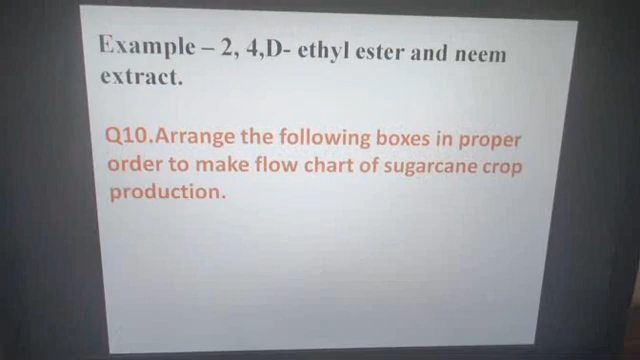 Example – 2, 4,D- ethyl ester and neem
extract.
Q10.Arrange the following boxes in proper
order to make flow chart of sugarcane crop
production.